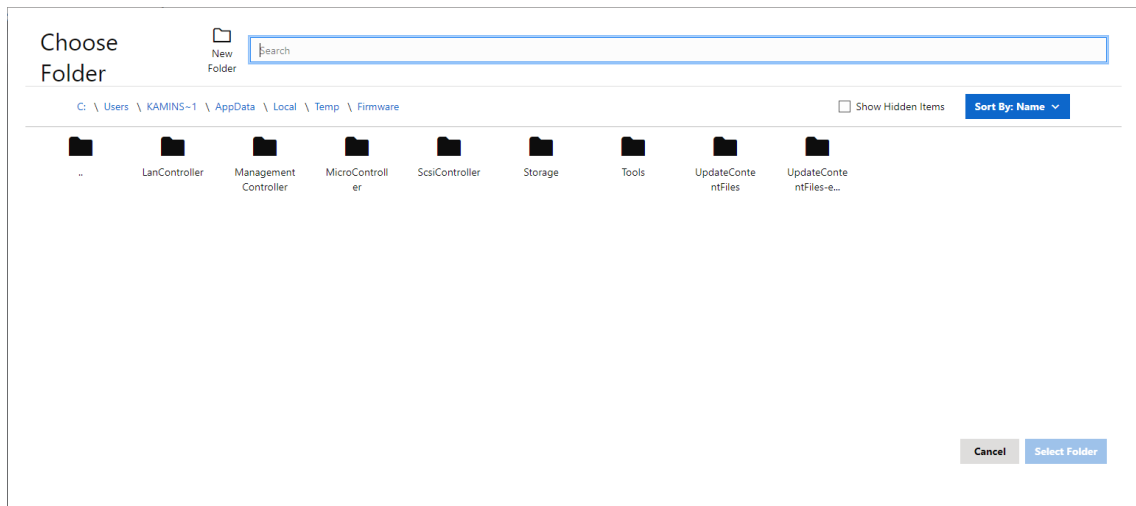 Choose
Folder
New
Folder
Search
C: \ Users \ KAMINS~1 \ AppData \ Local \ Temp \ Firmware
Show Hidden Items
Sort By: Name
..
LanController
Management
Controller
MicroControll
er
ScsiController
Storage
Tools
UpdateConte
ntFiles
UpdateConte
ntFiles-e...
Cancel
Select Folder